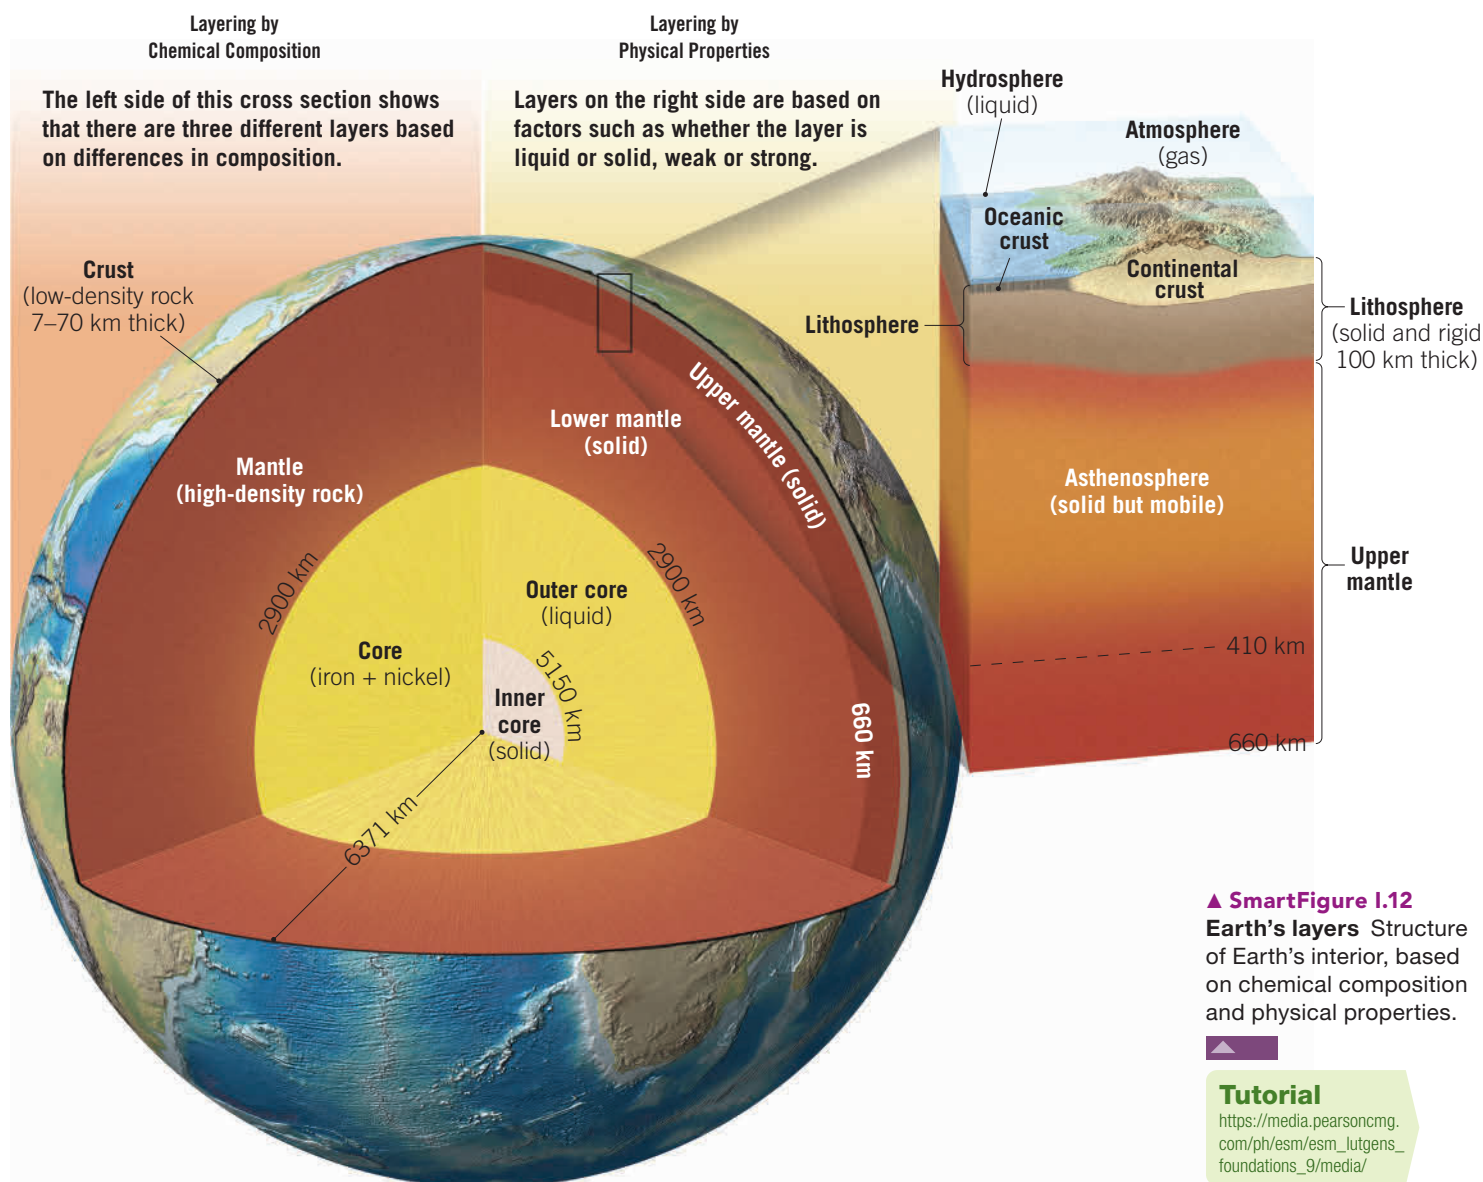 Layering by
Chemical Composition
Layering by
Physical Properties
The left side of this cross section shows
that there are three different layers based
on differences in composition.
Layers on the right side are based on
factors such as whether the layer is
liquid or solid, weak or strong.
Hydrosphere
(liquid)
Atmosphere
(gas)
Oceanic
crust
Continental
crust
Crust
(low-density rock
7–70 km thick)
Lithosphere
Lithosphere
(solid and rigid
100 km thick)
Upper mantle (solid)
Lower mantle
(solid)
Mantle
(high-density rock)
Asthenosphere
(solid but mobile)
2900 km
2900 km
Outer core
(liquid)
Upper
mantle
Core
(iron + nickel)
5150 km
Inner
core
(solid)
410 km
660 km
660 km
6371 km
▲ SmartFigure I.12
Earth's layers Structure
of Earth's interior, based
on chemical composition
and physical properties.
Tutorial
https://media.pearsoncmg.
com/ph/esm/esm_lutgens_
foundations_9/media/